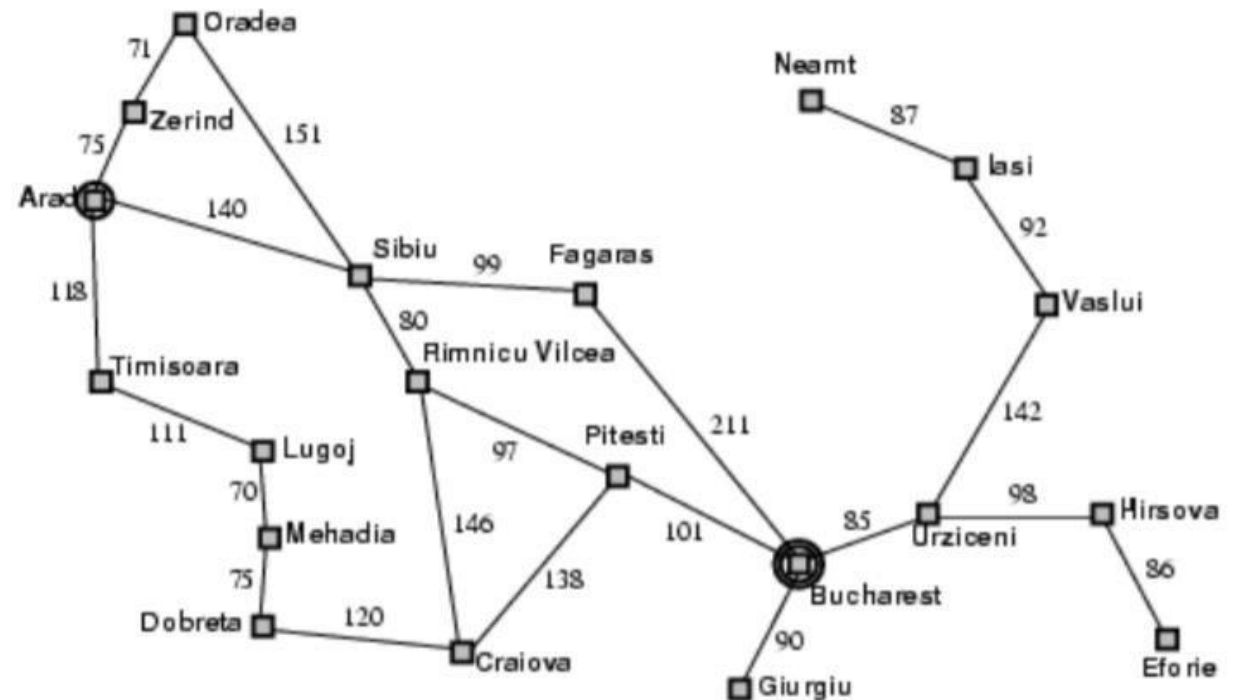 Oradea
71
Neamt
87
Zerind
75
151
Iasi
Arad
140
92
Sibiu
Fagaras
99
118
Vaslui
80
Rimnicu Vilcea
Timisoara
142
211
111
Pitesti
Lugoj
97
70
98
Hirsova
146
101
85
Urziceni
Mehadia
86
75
138
Bucharest
Dobreta
120
90
Craiova
Eforie
Giurgiu